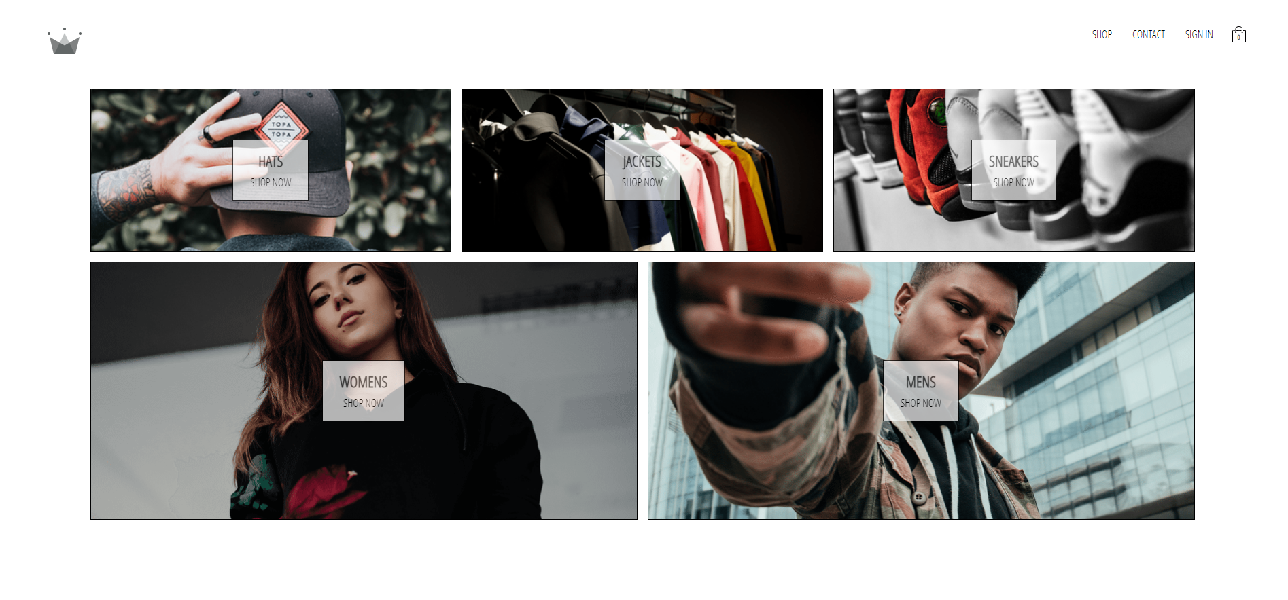 SHOP
CONTACT
SIGN IN
0
TOPA
TOPA
HATS
SHOP NOW
JACKETS
SHOP NOW
SNEAKERS
SHOP NOW
WOMENS
SHOP NOW
MENS
SHOP NOW